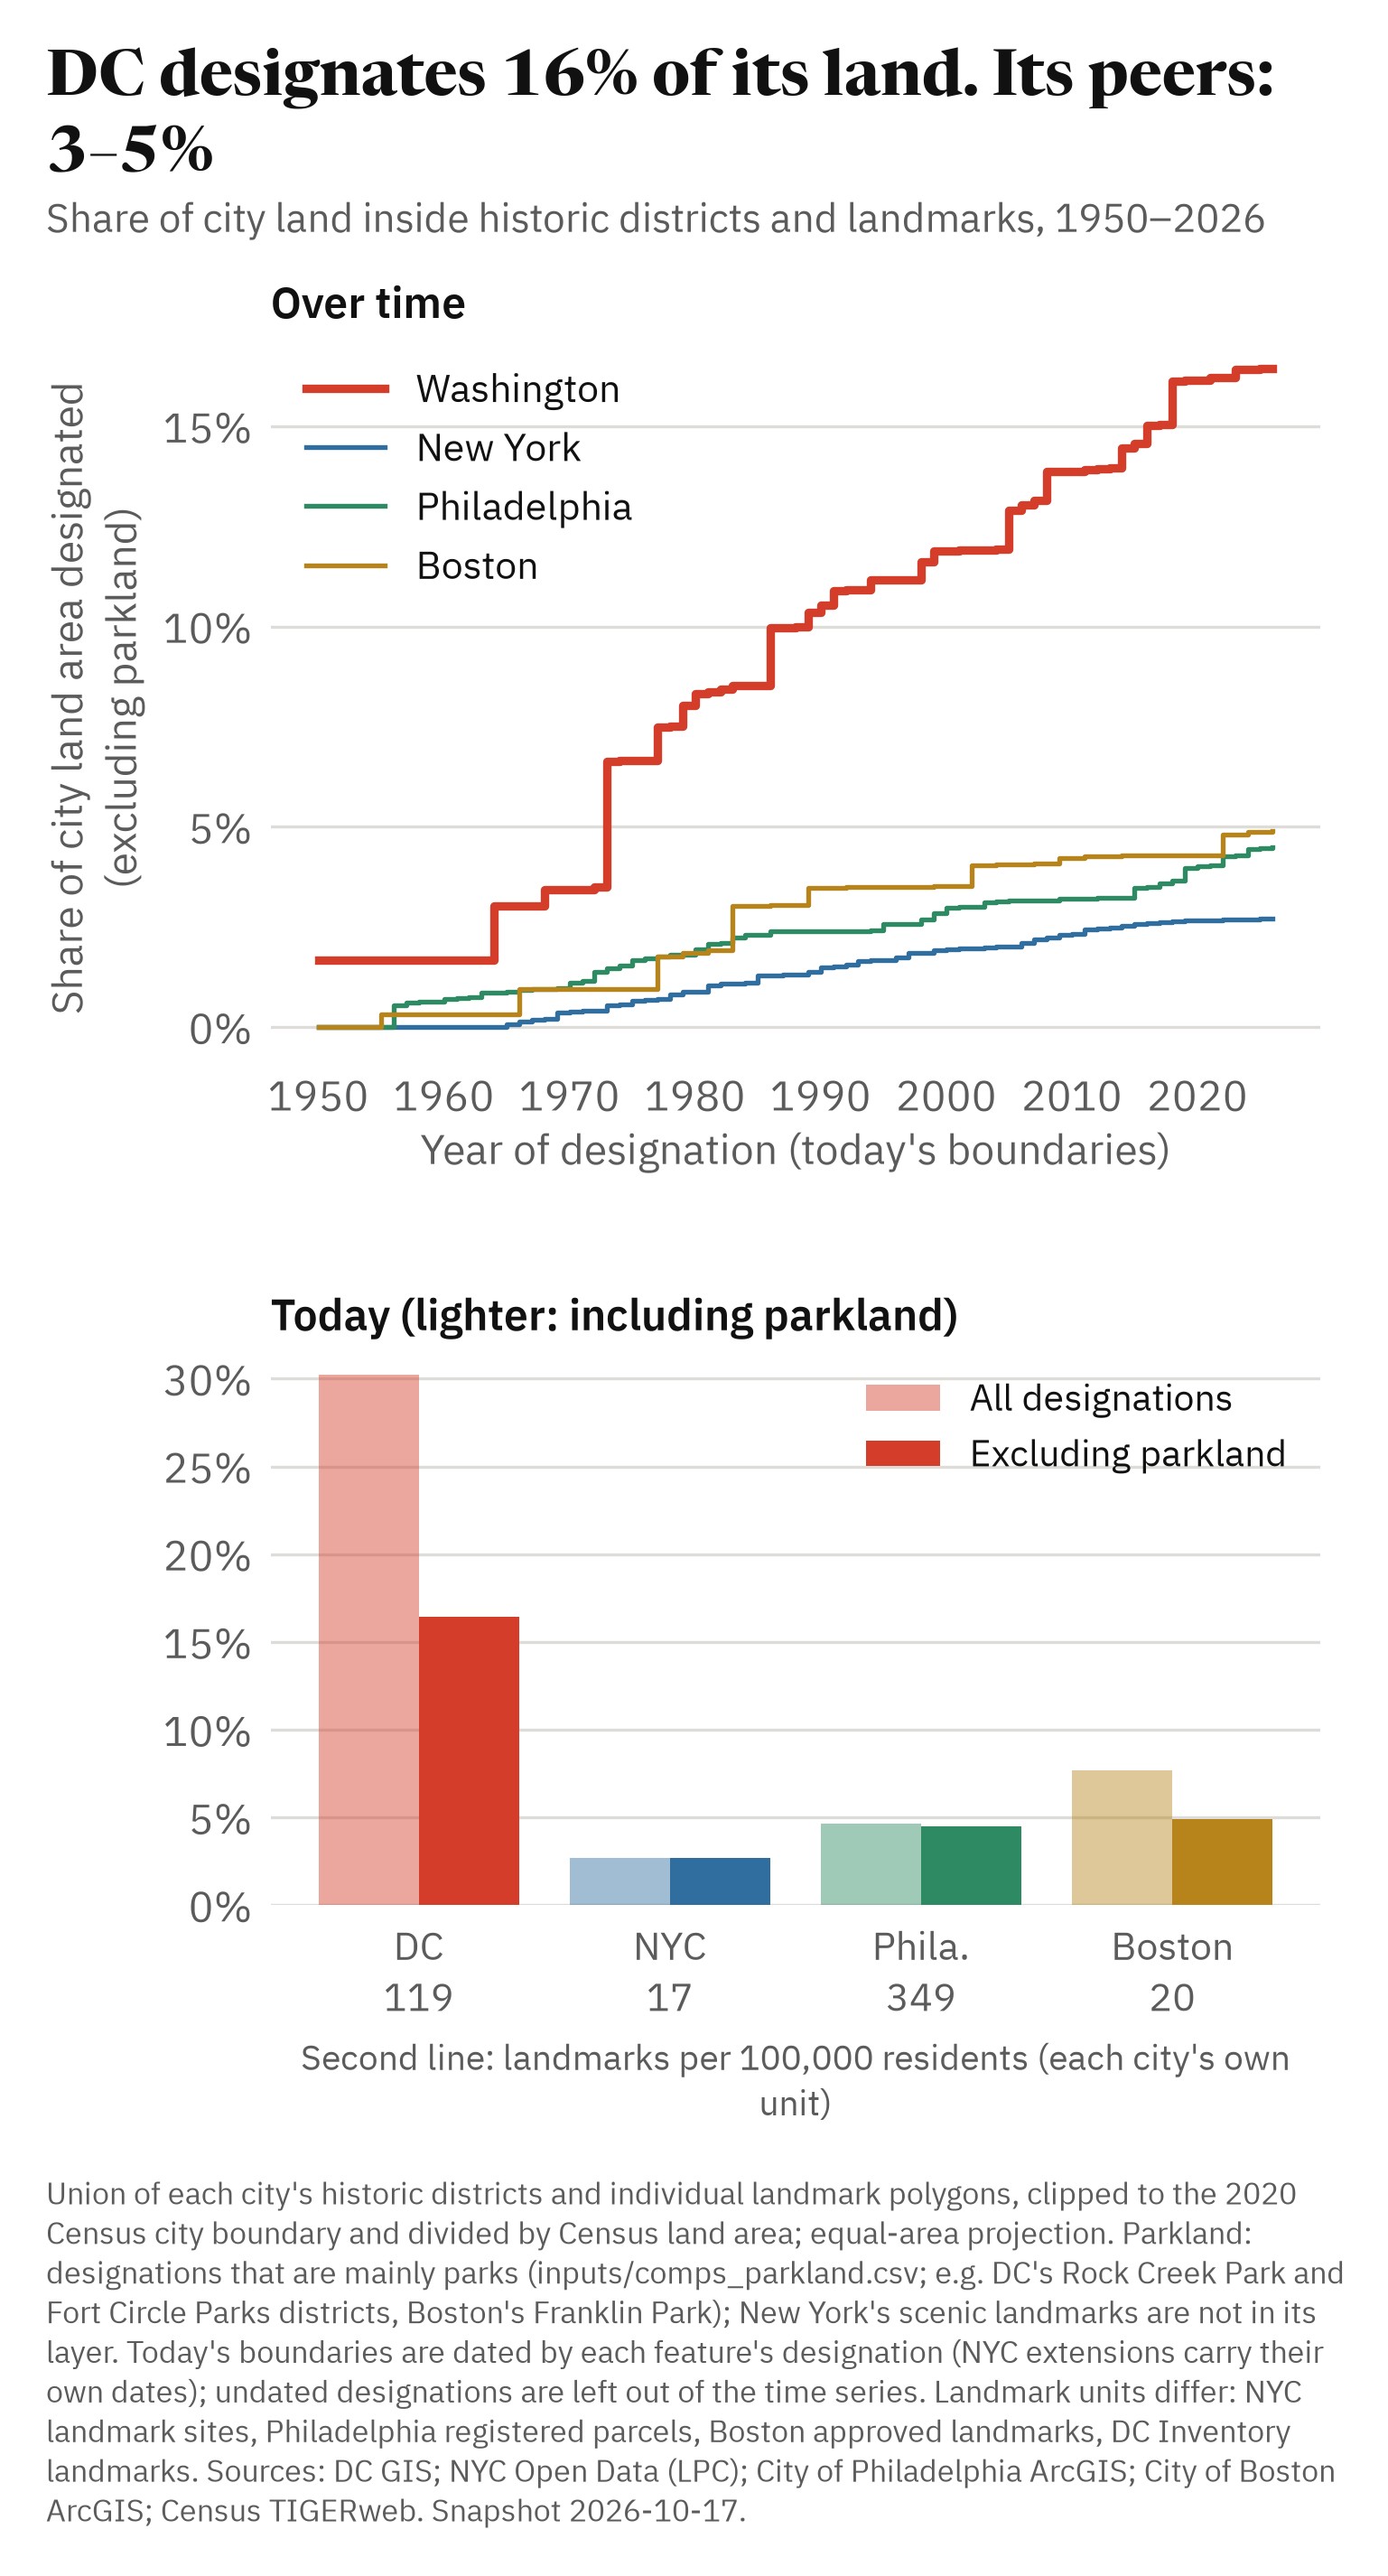 DC designates 16% of its land. Its peers:
3–5%
Share of city land inside historic districts and landmarks, 1950–2026
Over time
Share of city land area designated
(excluding parkland)
Washington
New York
Philadelphia
Boston
15%
10%
5%
0%
1950 1960 1970 1980 1990 2000 2010 2020
Year of designation (today's boundaries)
Today (lighter: including parkland)
All designations
Excluding parkland
30%
25%
20%
15%
10%
5%
0%
DC NYC Phila. Boston
119 17 349 20
Second line: landmarks per 100,000 residents (each city's own
unit)
Union of each city's historic districts and individual landmark polygons, clipped to the 2020
Census city boundary and divided by Census land area; equal-area projection. Parkland:
designations that are mainly parks (inputs/comps_parkland.csv; e.g. DC's Rock Creek Park and
Fort Circle Parks districts, Boston's Franklin Park); New York's scenic landmarks are not in its
layer. Today's boundaries are dated by each feature's designation (NYC extensions carry their
own dates); undated designations are left out of the time series. Landmark units differ: NYC
landmark sites, Philadelphia registered parcels, Boston approved landmarks, DC Inventory
landmarks. Sources: DC GIS; NYC Open Data (LPC); City of Philadelphia ArcGIS; City of Boston
ArcGIS; Census TIGERweb. Snapshot 2026-10-17.